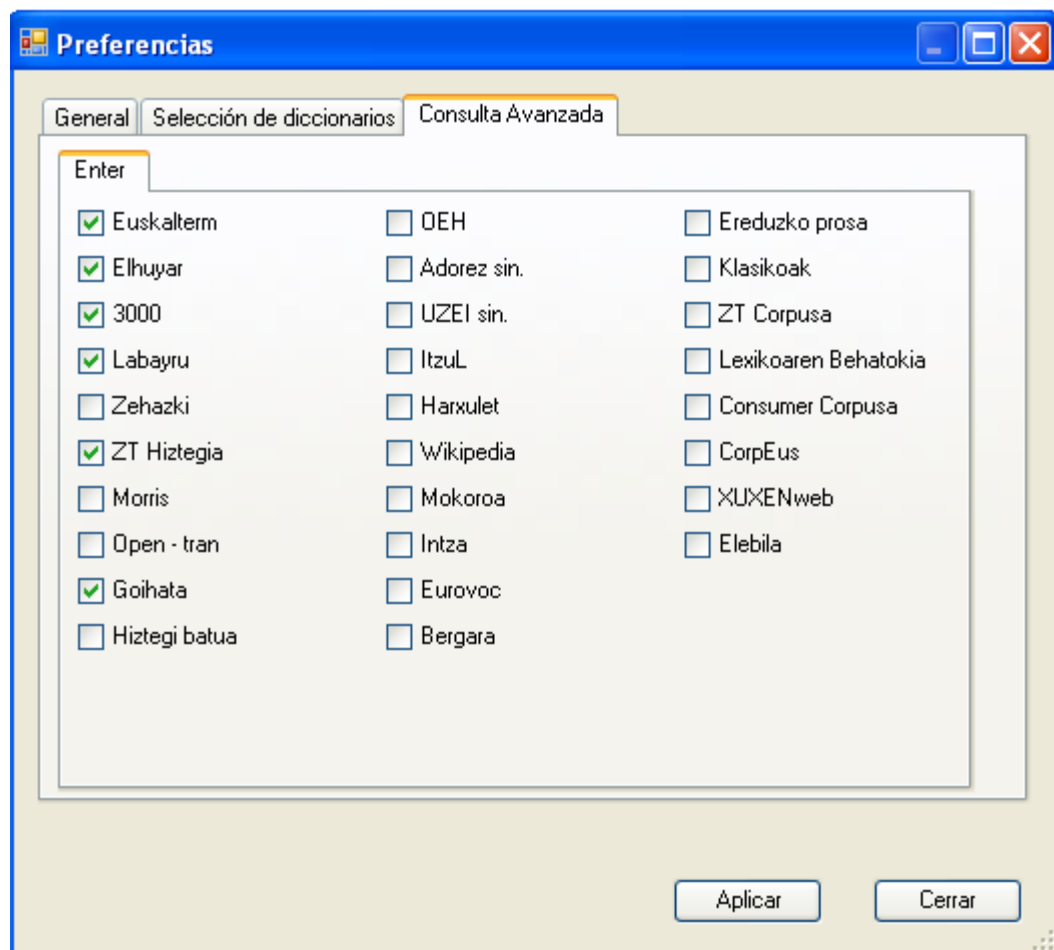 Preferencias
General
Selección de diccionarios
Consulta Avanzada
Enter
Euskalterm
Elhuyar
3000
Labayru
Zehazki
ZT Hiztegia
Morris
Open - tran
Goihata
Hiztegi batua
OEH
Adorez sin.
UZEI sin.
ItzuL
Harxulet
Wikipedia
Mokoroa
Intza
Eurovoc
Bergara
Ereduzko prosa
Klasikoak
ZT Corpusa
Lexikoaren Behatokia
Consumer Corpusa
CorpEus
XUXENweb
Elebila
Aplicar
Cerrar